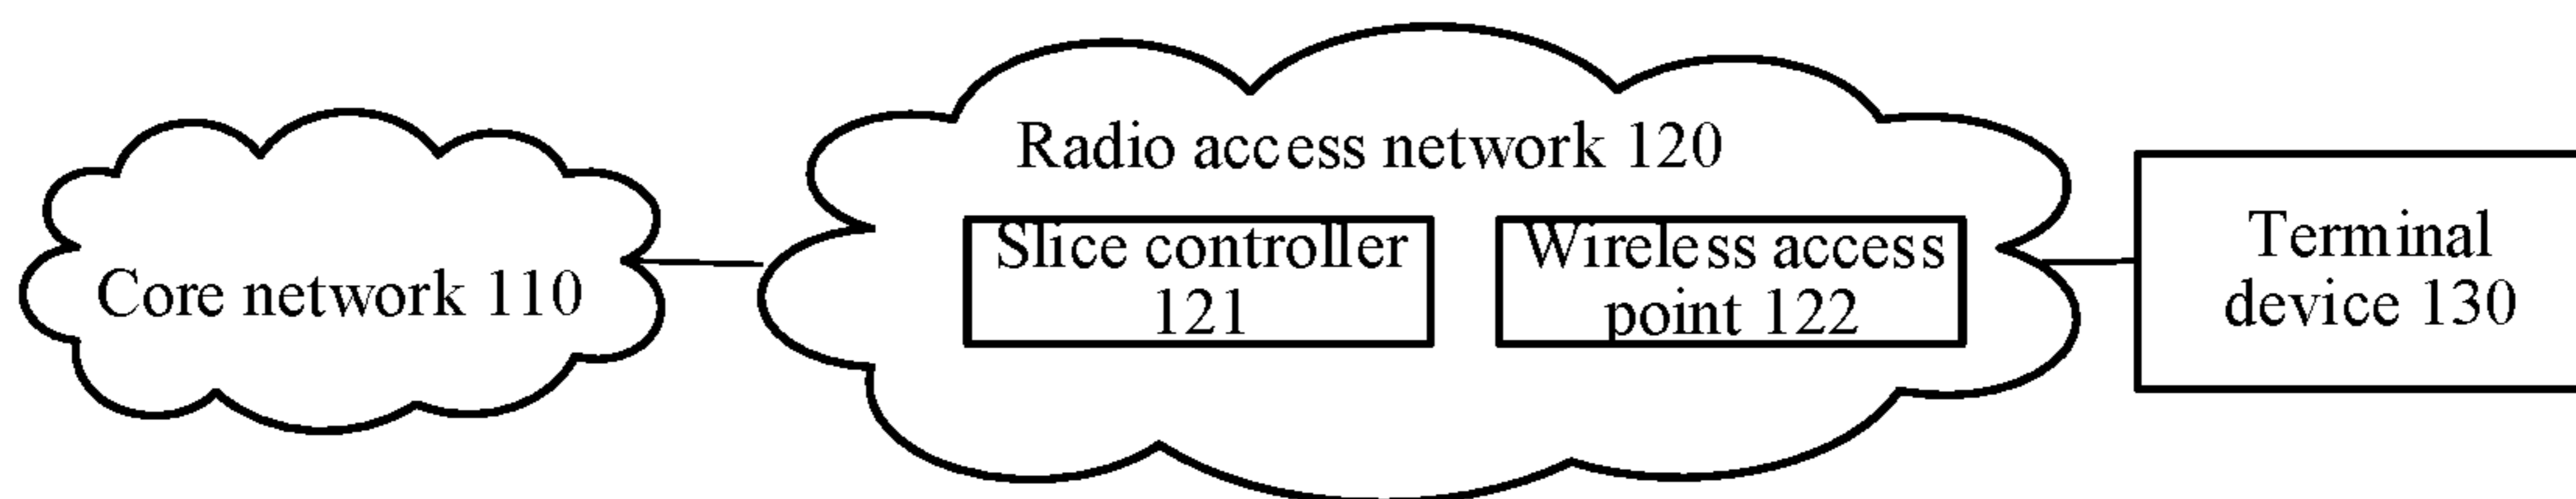 Radio access network 120
Core network 110
Slice controller
121
Wireless access
point 122
Terminal
device 130